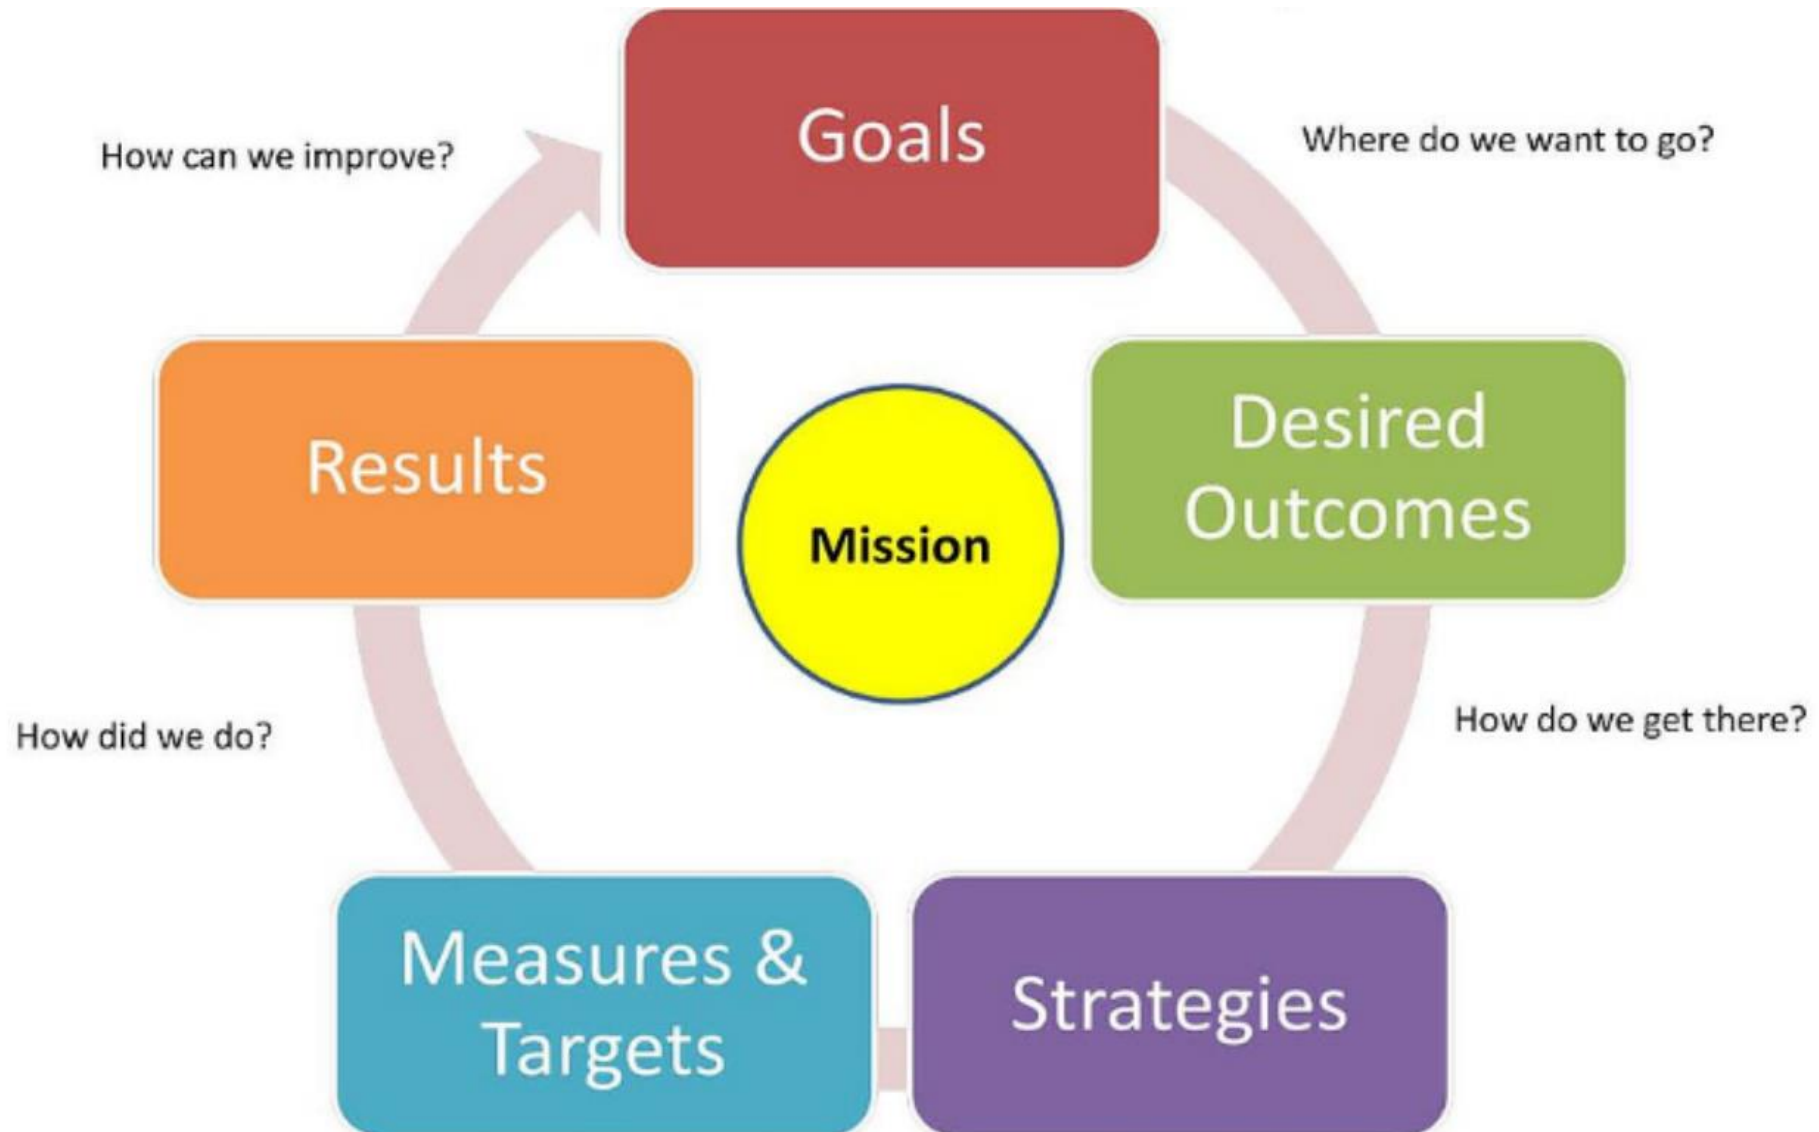 Goals
How can we improve?
Where do we want to go?
Results
Desired
Outcomes
Mission
How did we do?
How do we get there?
Measures &
Targets
Strategies